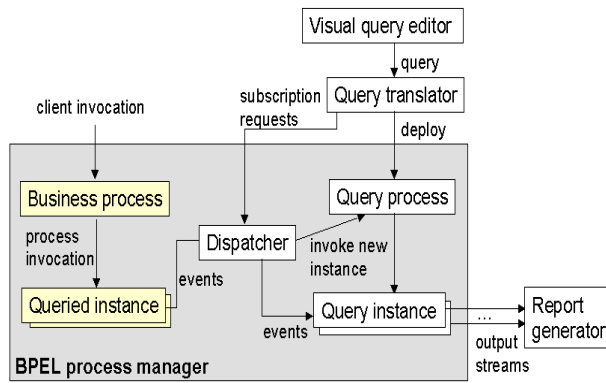 Visual query editor
query
Query translator
subscription
requests
client invocation
deploy
Business process
Query process
process
invocation
Dispatcher
invoke new
instance
events
Queried instance
events
Query instance
...
Report
generator
output
streams
BPEL process manager